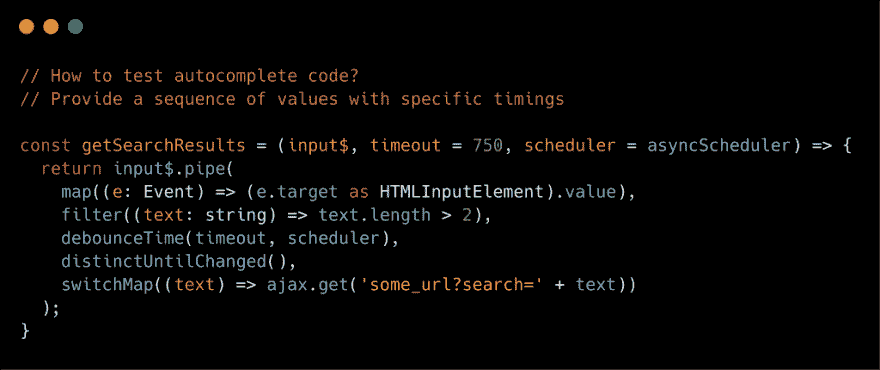 // How to test autocomplete code?
// Provide a sequence of values with specific timings
const getSearchResults = (input$, timeout = 750, scheduler = asyncScheduler) => {
  return input$.pipe(
    map((e: Event) => (e.target as HTMLInputElement).value),
    filter((text: string) => text.length > 2),
    debounceTime(timeout, scheduler),
    distinctUntilChanged(),
    switchMap((text) => ajax.get('some_url?search=' + text))
  );
}